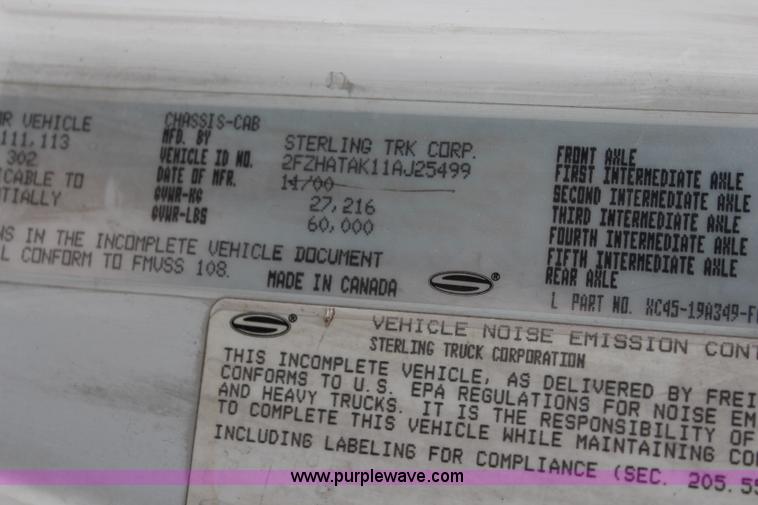 R VEHICLE CHASSIS-CAB
111,113 MFD. BY STERLING TRK CORP. FRONT AXLE
302 VEHICLE ID NO. 2FZHATAK11AJ25499 FIRST INTERMEDIATE AXLE
CABLE TO DATE OF MFR. 11/00 SECOND INTERMEDIATE AXLE
TIALLY GVWR-KG 27,216 THIRD INTERMEDIATE AXLE
GVWR-LBS 60,000 FOURTH INTERMEDIATE AXLE
NS IN THE INCOMPLETE VEHICLE DOCUMENT FIFTH INTERMEDIATE AXLE
L CONFORM TO FMVSS 108. MADE IN CANADA ® REAR AXLE
L PART NO. XC45-19A349-F
® VEHICLE NOISE EMISSION CONT
STERLING TRUCK CORPORATION
THIS INCOMPLETE VEHICLE, AS DELIVERED BY FREI
CONFORMS TO U.S. EPA REGULATIONS FOR NOISE EM
AND HEAVY TRUCKS. IT IS THE RESPONSIBILITY OF
TO COMPLETE THIS VEHICLE WHILE MAINTAINING CO
INCLUDING LABELING FOR COMPLIANCE (SEC. 205.55
www.purplewave.com